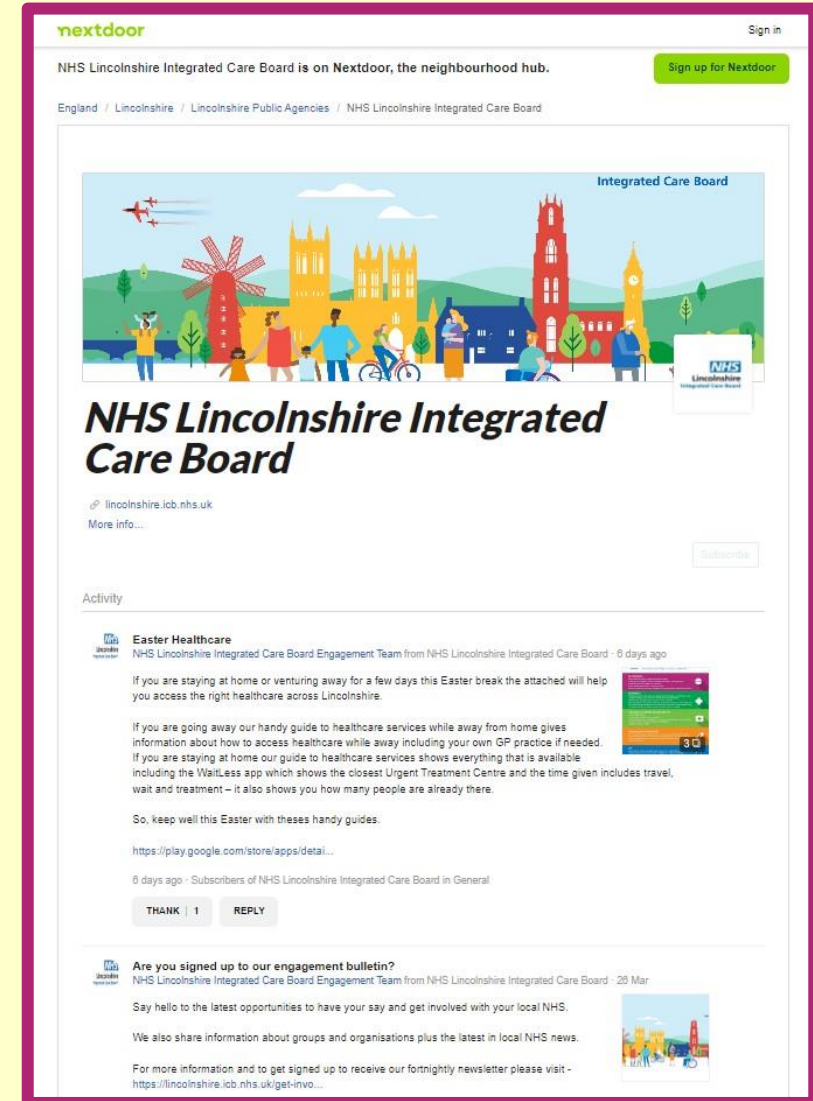 nextdoor
Sign in
NHS Lincolnshire Integrated Care Board is on Nextdoor, the neighbourhood hub.
Sign up for Nextdoor
England / Lincolnshire / Lincolnshire Public Agencies / NHS Lincolnshire Integrated Care Board
Integrated Care Board
NHS
Lincolnshire
Integrated Care Board
NHS Lincolnshire Integrated
Care Board
lincolnshire.icb.nhs.uk
More info...
Subscribe
Activity
Easter Healthcare
NHS Lincolnshire Integrated Care Board Engagement Team from NHS Lincolnshire Integrated Care Board · 6 days ago
If you are staying at home or venturing away for a few days this Easter break the attached will help
you access the right healthcare across Lincolnshire.
If you are going away our handy guide to healthcare services while away from home gives
information about how to access healthcare while away including your own GP practice if needed.
3
If you are staying at home our guide to healthcare services shows everything that is available
including the WaitLess app which shows the closest Urgent Treatment Centre and the time given includes travel,
wait and treatment – it also shows you how many people are already there.
So, keep well this Easter with theses handy guides.
https://play.google.com/store/apps/detai...
6 days ago · Subscribers of NHS Lincolnshire Integrated Care Board in General
THANK | 1 REPLY
Are you signed up to our engagement bulletin?
NHS Lincolnshire Integrated Care Board Engagement Team from NHS Lincolnshire Integrated Care Board · 26 Mar
Say hello to the latest opportunities to have your say and get involved with your local NHS.
We also share information about groups and organisations plus the latest in local NHS news.
For more information and to get signed up to receive our fortnightly newsletter please visit -
https://lincolnshire.icb.nhs.uk/get-invo...